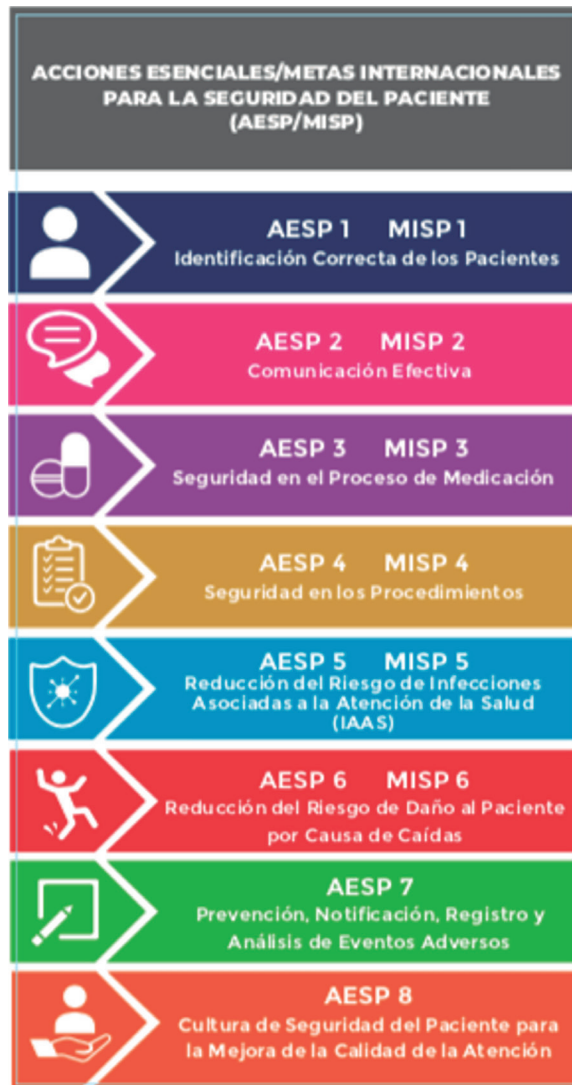 ACCIONES ESENCIALES/METAS INTERNACIONALES
PARA LA SEGURIDAD DEL PACIENTE
(AESP/MISP)
AESP 1 MISP 1
Identificación Correcta de los Pacientes
AESP 2 MISP 2
Comunicación Efectiva
AESP 3 MISP 3
Seguridad en el Proceso de Medicación
AESP 4 MISP 4
Seguridad en los Procedimientos
AESP 5 MISP 5
Reducción del Riesgo de Infecciones
Asociadas a la Atención de la Salud
(IAAS)
AESP 6 MISP 6
Reducción del Riesgo de Daño al Paciente
por Causa de Caídas
AESP 7
Prevención, Notificación, Registro y
Análisis de Eventos Adversos
AESP 8
Cultura de Seguridad del Paciente para
la Mejora de la Calidad de la Atención